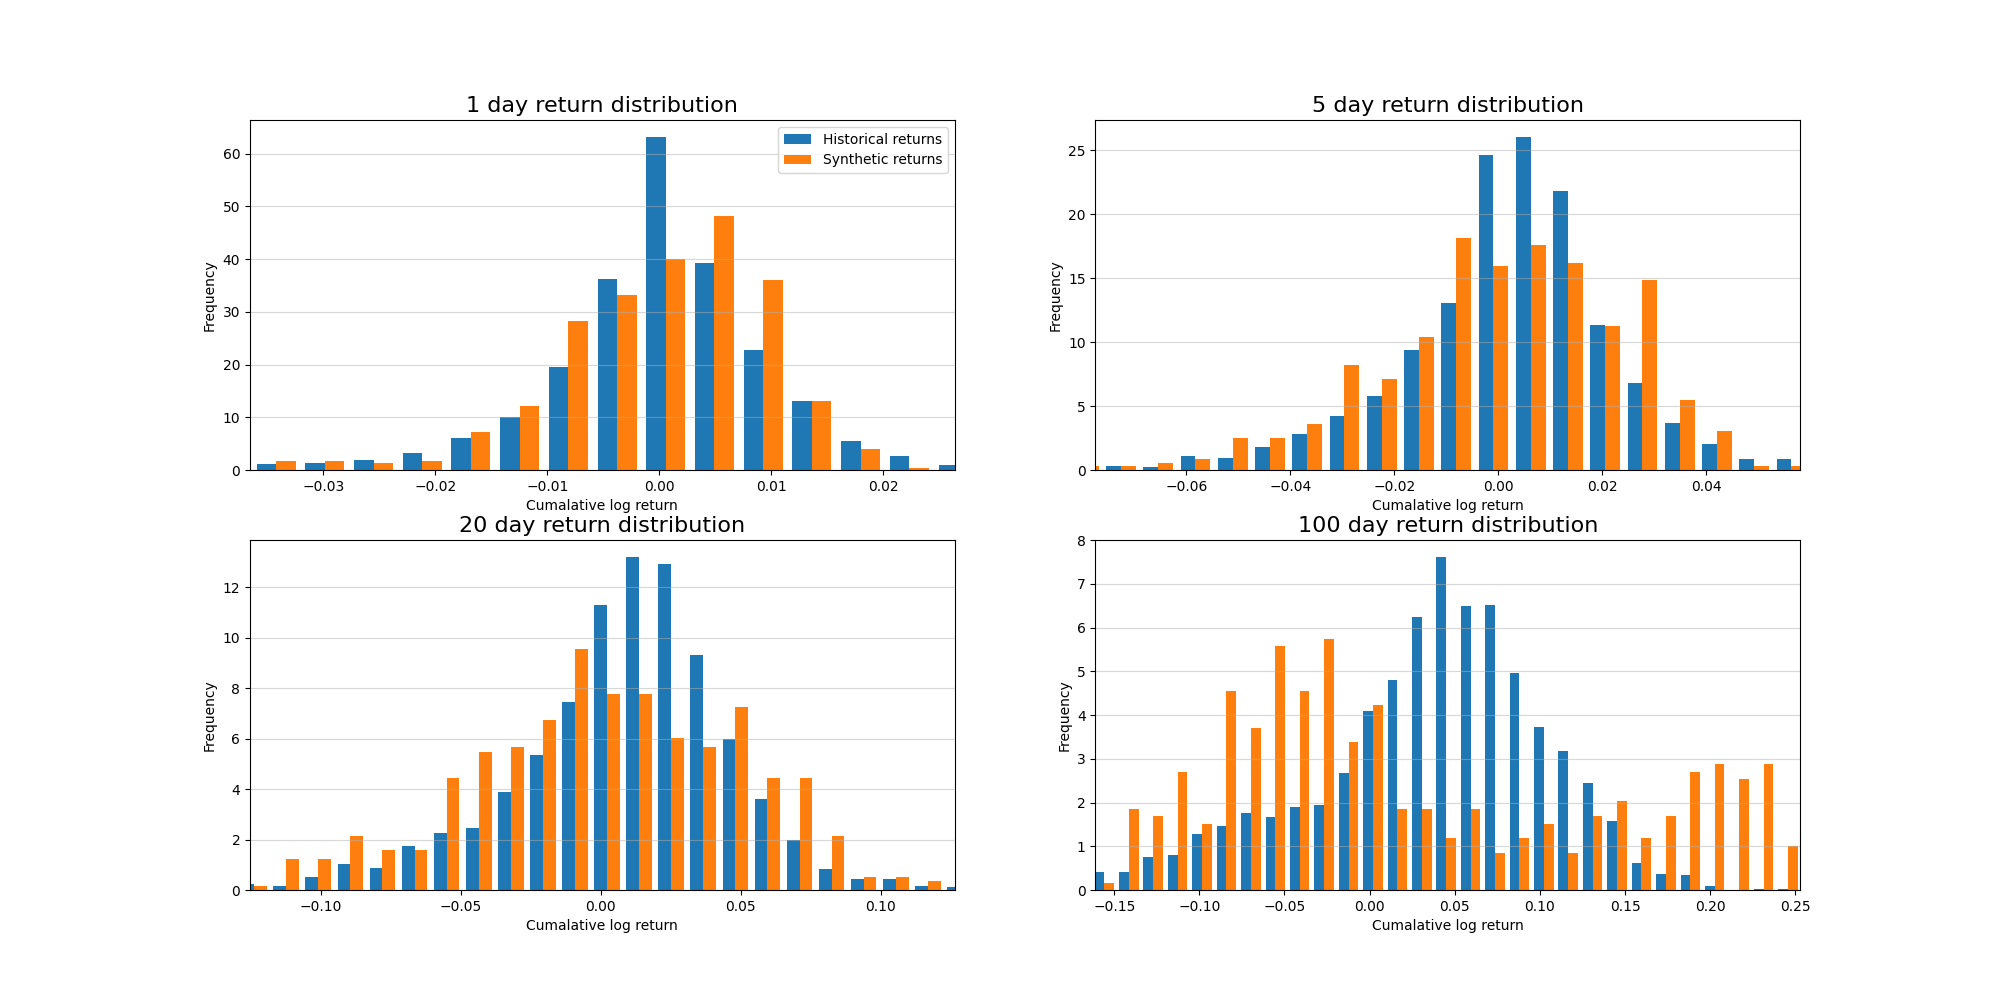 1 day return distribution
Historical returns
Synthetic returns
Frequency
60
50
40
30
20
10
0
−0.03 −0.02 −0.01 0.00 0.01 0.02
Cumalative log return
5 day return distribution
Frequency
25
20
15
10
5
0
−0.06 −0.04 −0.02 0.00 0.02 0.04
Cumalative log return
20 day return distribution
Frequency
12
10
8
6
4
2
0
−0.10 −0.05 0.00 0.05 0.10
Cumalative log return
100 day return distribution
Frequency
8
7
6
5
4
3
2
1
0
−0.15 −0.10 −0.05 0.00 0.05 0.10 0.15 0.20 0.25
Cumalative log return